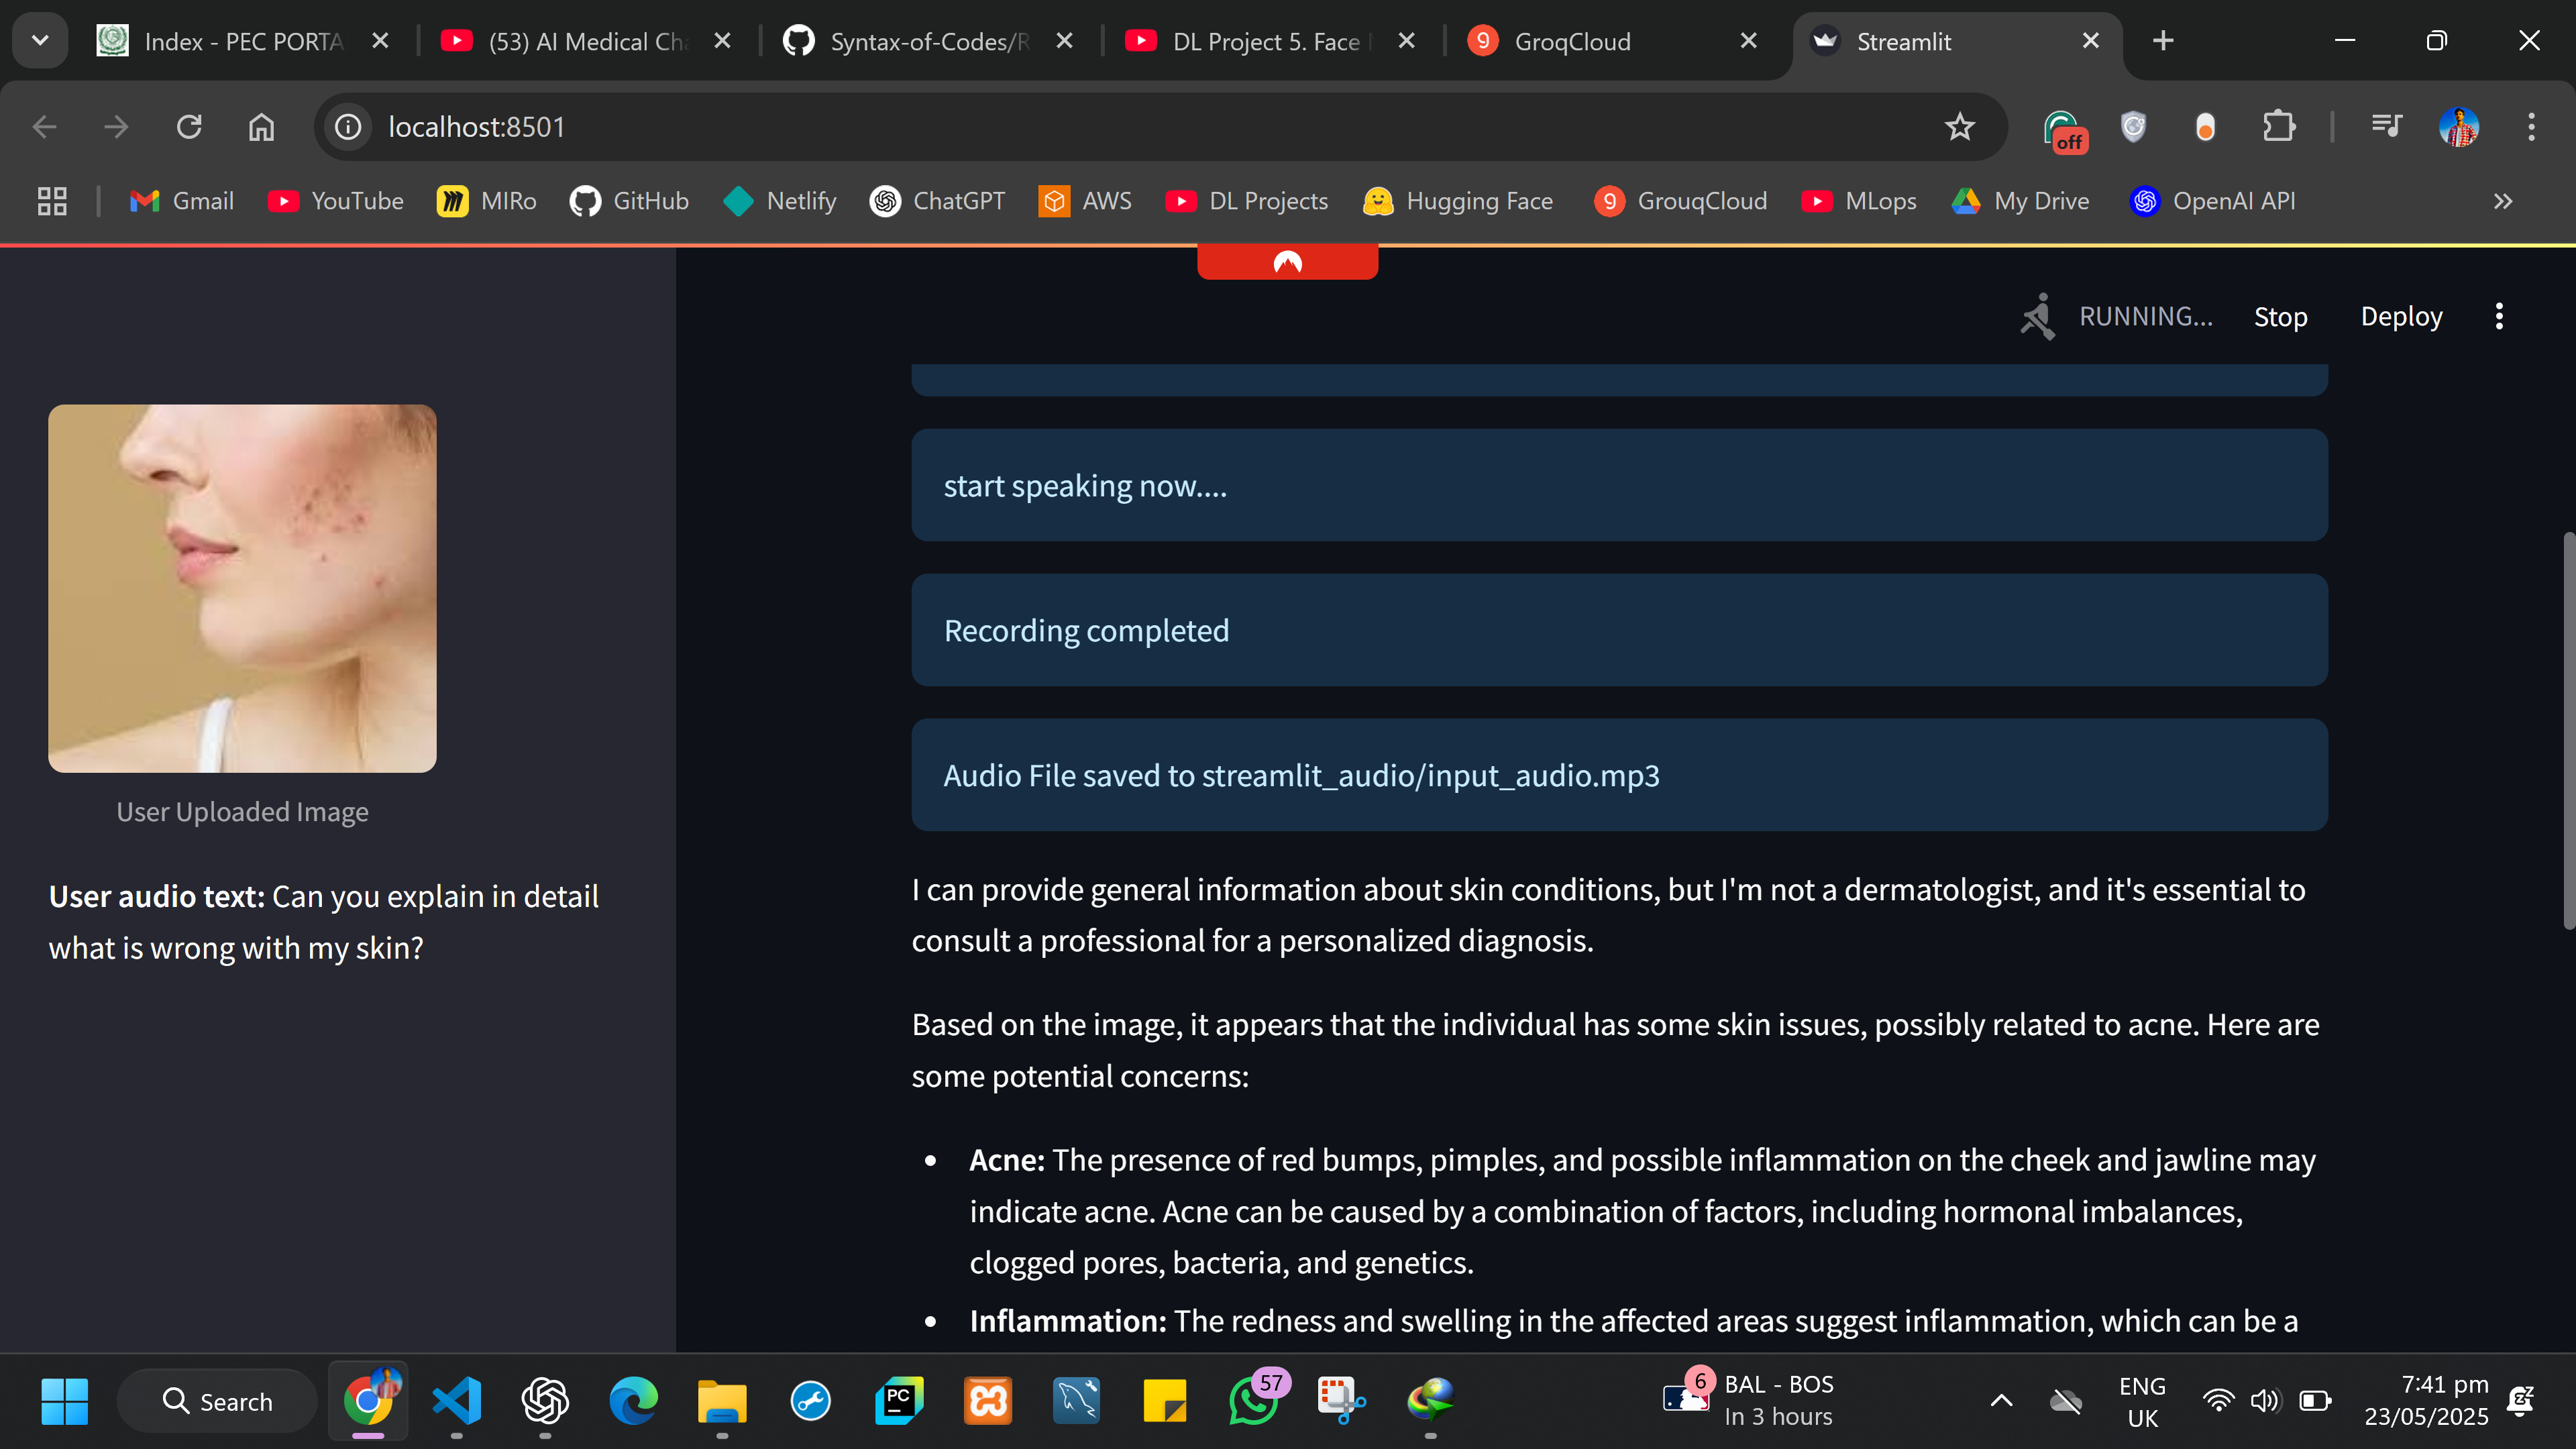 Index - PEC PORTA
(53) AI Medical Cha
Syntax-of-Codes/R
DL Project 5. Face
GroqCloud
Streamlit
localhost:8501
off
Gmail
YouTube
MIRo
GitHub
Netlify
ChatGPT
AWS
DL Projects
Hugging Face
GrouqCloud
MLops
My Drive
OpenAI API
RUNNING...
Stop
Deploy
User Uploaded Image
User audio text: Can you explain in detail
what is wrong with my skin?
start speaking now....
Recording completed
Audio File saved to streamlit_audio/input_audio.mp3
I can provide general information about skin conditions, but I'm not a dermatologist, and it's essential to
consult a professional for a personalized diagnosis.
Based on the image, it appears that the individual has some skin issues, possibly related to acne. Here are
some potential concerns:
Acne: The presence of red bumps, pimples, and possible inflammation on the cheek and jawline may
indicate acne. Acne can be caused by a combination of factors, including hormonal imbalances,
clogged pores, bacteria, and genetics.
Inflammation: The redness and swelling in the affected areas suggest inflammation, which can be a
Search
PC
57
6
BAL - BOS
In 3 hours
ENG
UK
7:41 pm
23/05/2025